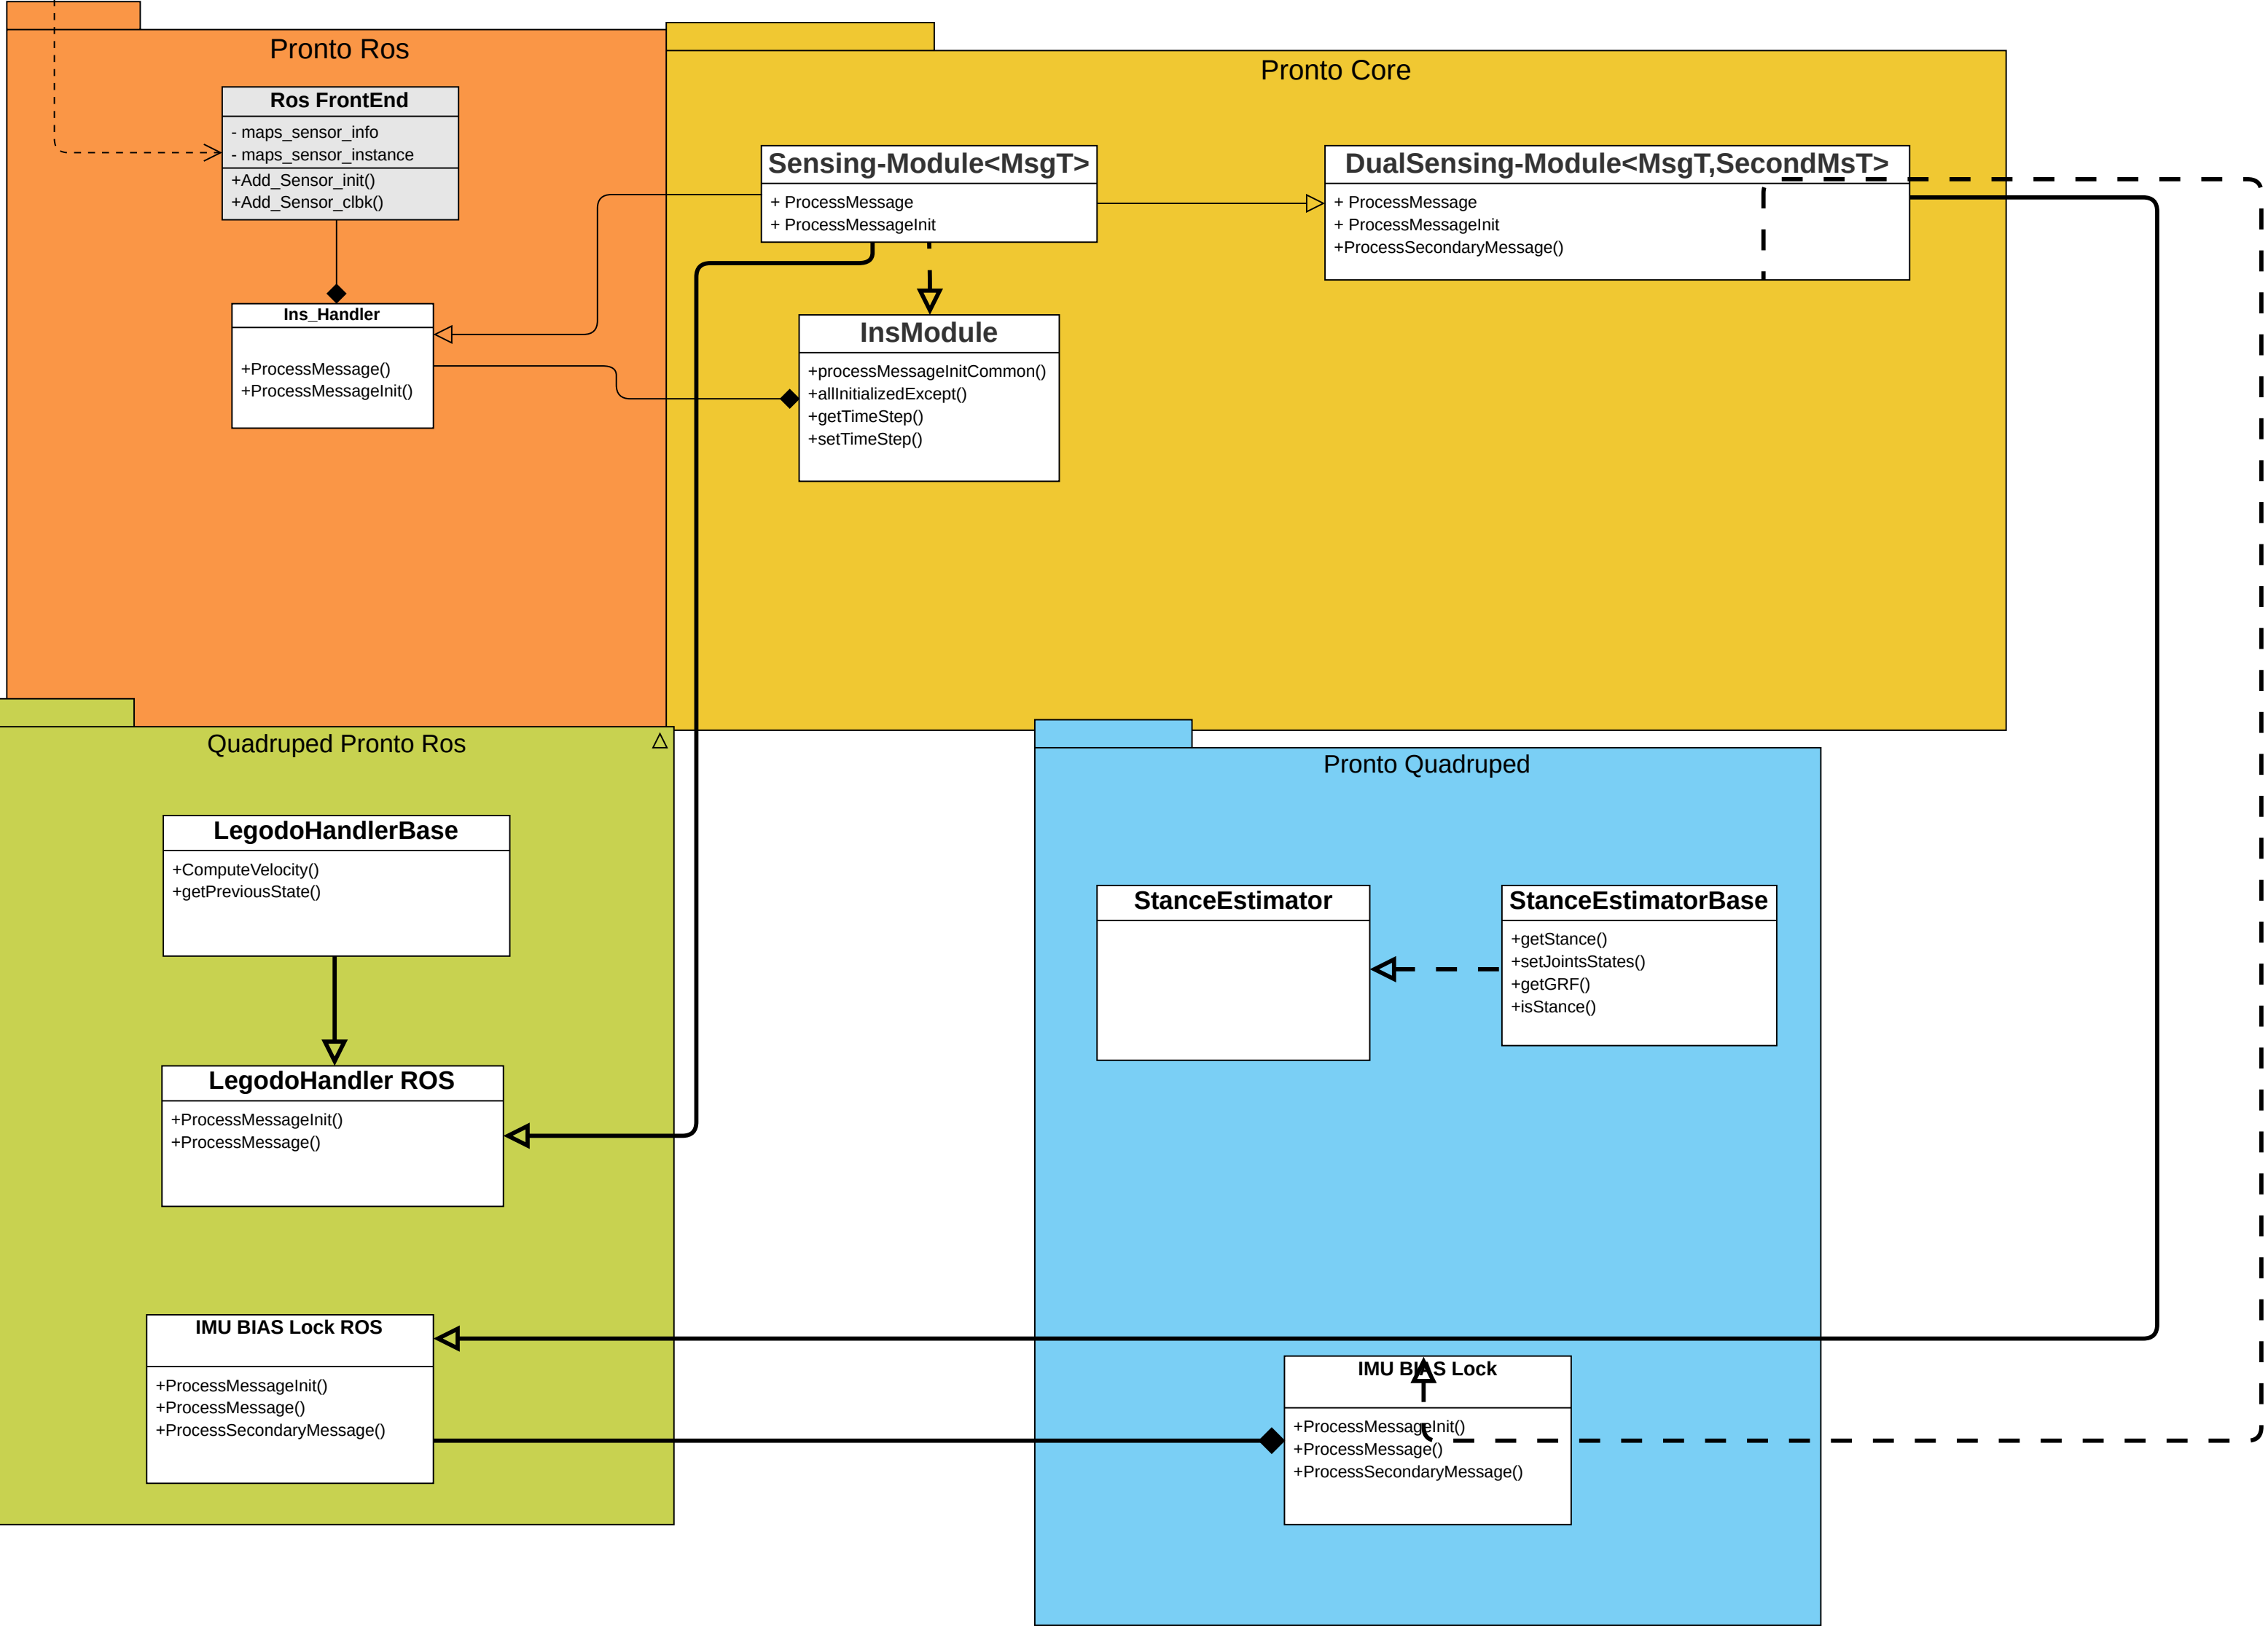 Pronto Ros
Ros FrontEnd
- maps_sensor_info
- maps_sensor_instance
+Add_Sensor_init()
+Add_Sensor_clbk()
Ins_Handler
+ProcessMessage()
+ProcessMessageInit()
Pronto Core
Sensing-Module<MsgT>
+ ProcessMessage
+ ProcessMessageInit
DualSensing-Module<MsgT,SecondMsT>
+ ProcessMessage
+ ProcessMessageInit
+ProcessSecondaryMessage()
InsModule
+processMessageInitCommon()
+allInitializedExcept()
+getTimeStep()
+setTimeStep()
Quadruped Pronto Ros
LegodoHandlerBase
+ComputeVelocity()
+getPreviousState()
LegodoHandler ROS
+ProcessMessageInit()
+ProcessMessage()
IMU BIAS Lock ROS
+ProcessMessageInit()
+ProcessMessage()
+ProcessSecondaryMessage()
Pronto Quadruped
StanceEstimator
StanceEstimatorBase
+getStance()
+setJointsStates()
+getGRF()
+isStance()
IMU BIAS Lock
+ProcessMessageInit()
+ProcessMessage()
+ProcessSecondaryMessage()